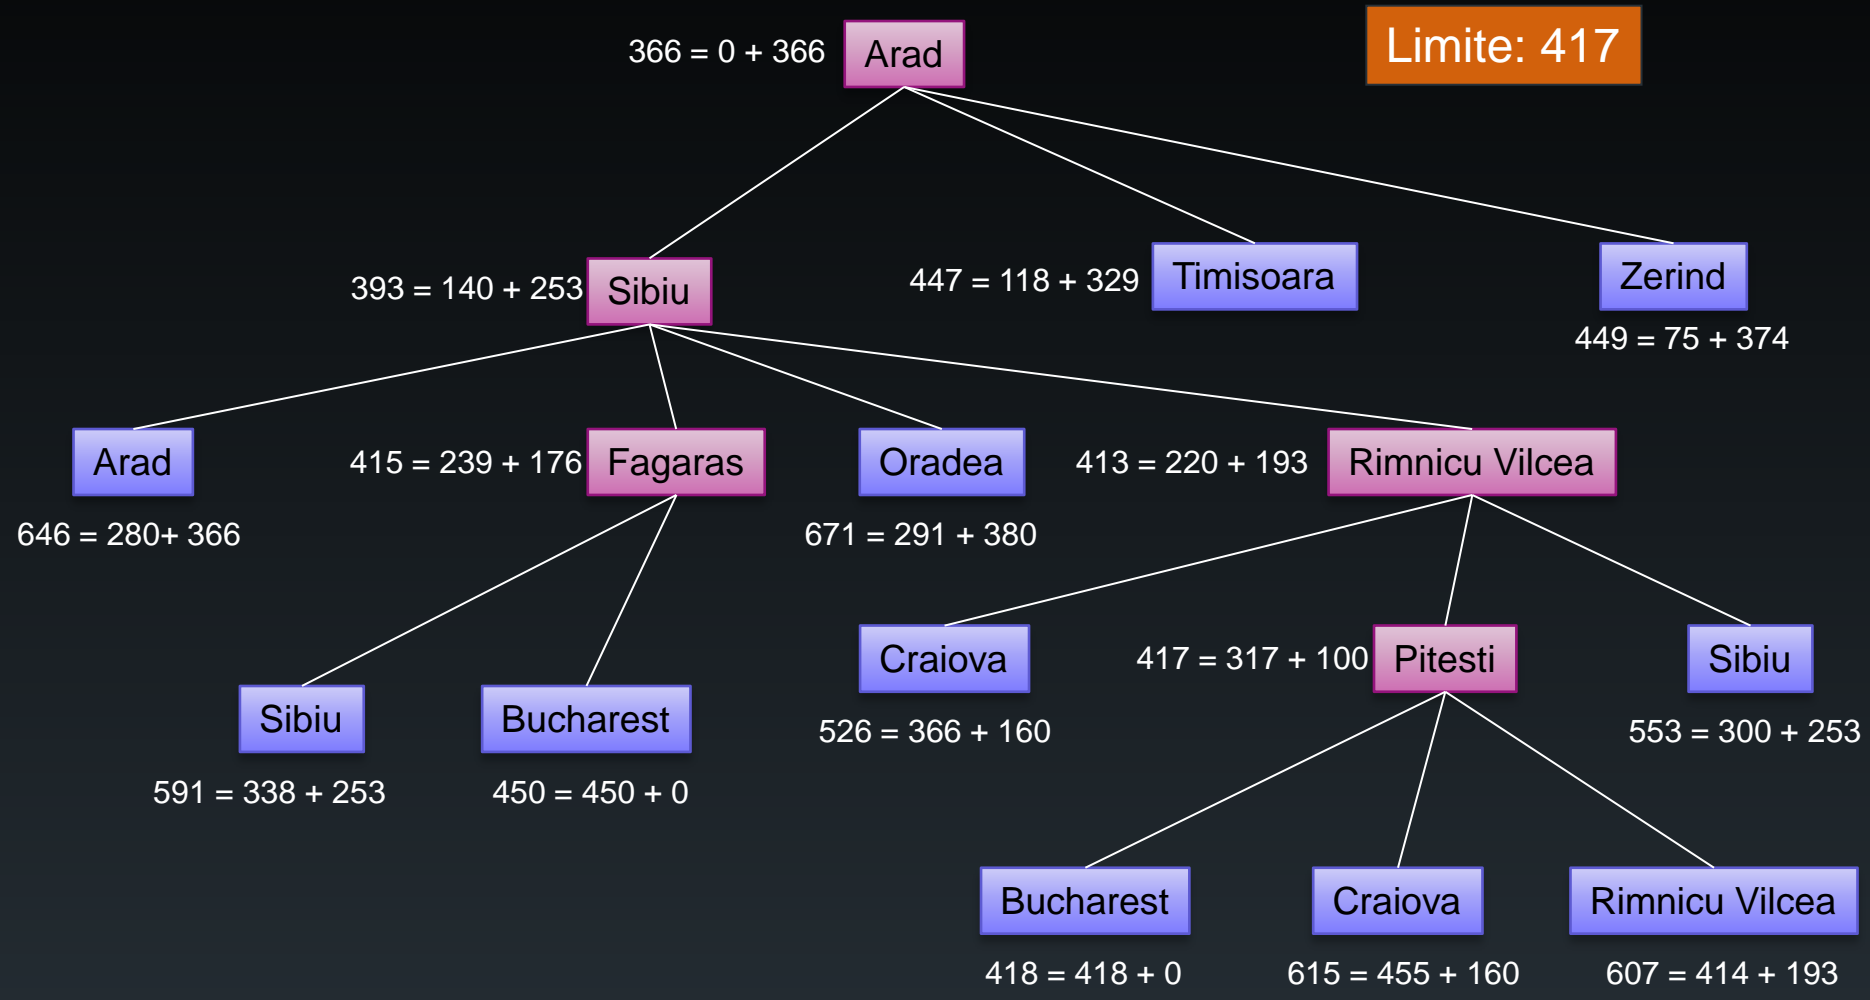 366 = 0 + 366
Arad
Limite: 417
393 = 140 + 253
Sibiu
447 = 118 + 329
Timisoara
Zerind
449 = 75 + 374
Arad
415 = 239 + 176
Fagaras
Oradea
413 = 220 + 193
Rimnicu Vilcea
646 = 280+ 366
671 = 291 + 380
Craiova
417 = 317 + 100
Pitesti
Sibiu
Sibiu
Bucharest
526 = 366 + 160
553 = 300 + 253
591 = 338 + 253
450 = 450 + 0
Bucharest
Craiova
Rimnicu Vilcea
418 = 418 + 0
615 = 455 + 160
607 = 414 + 193